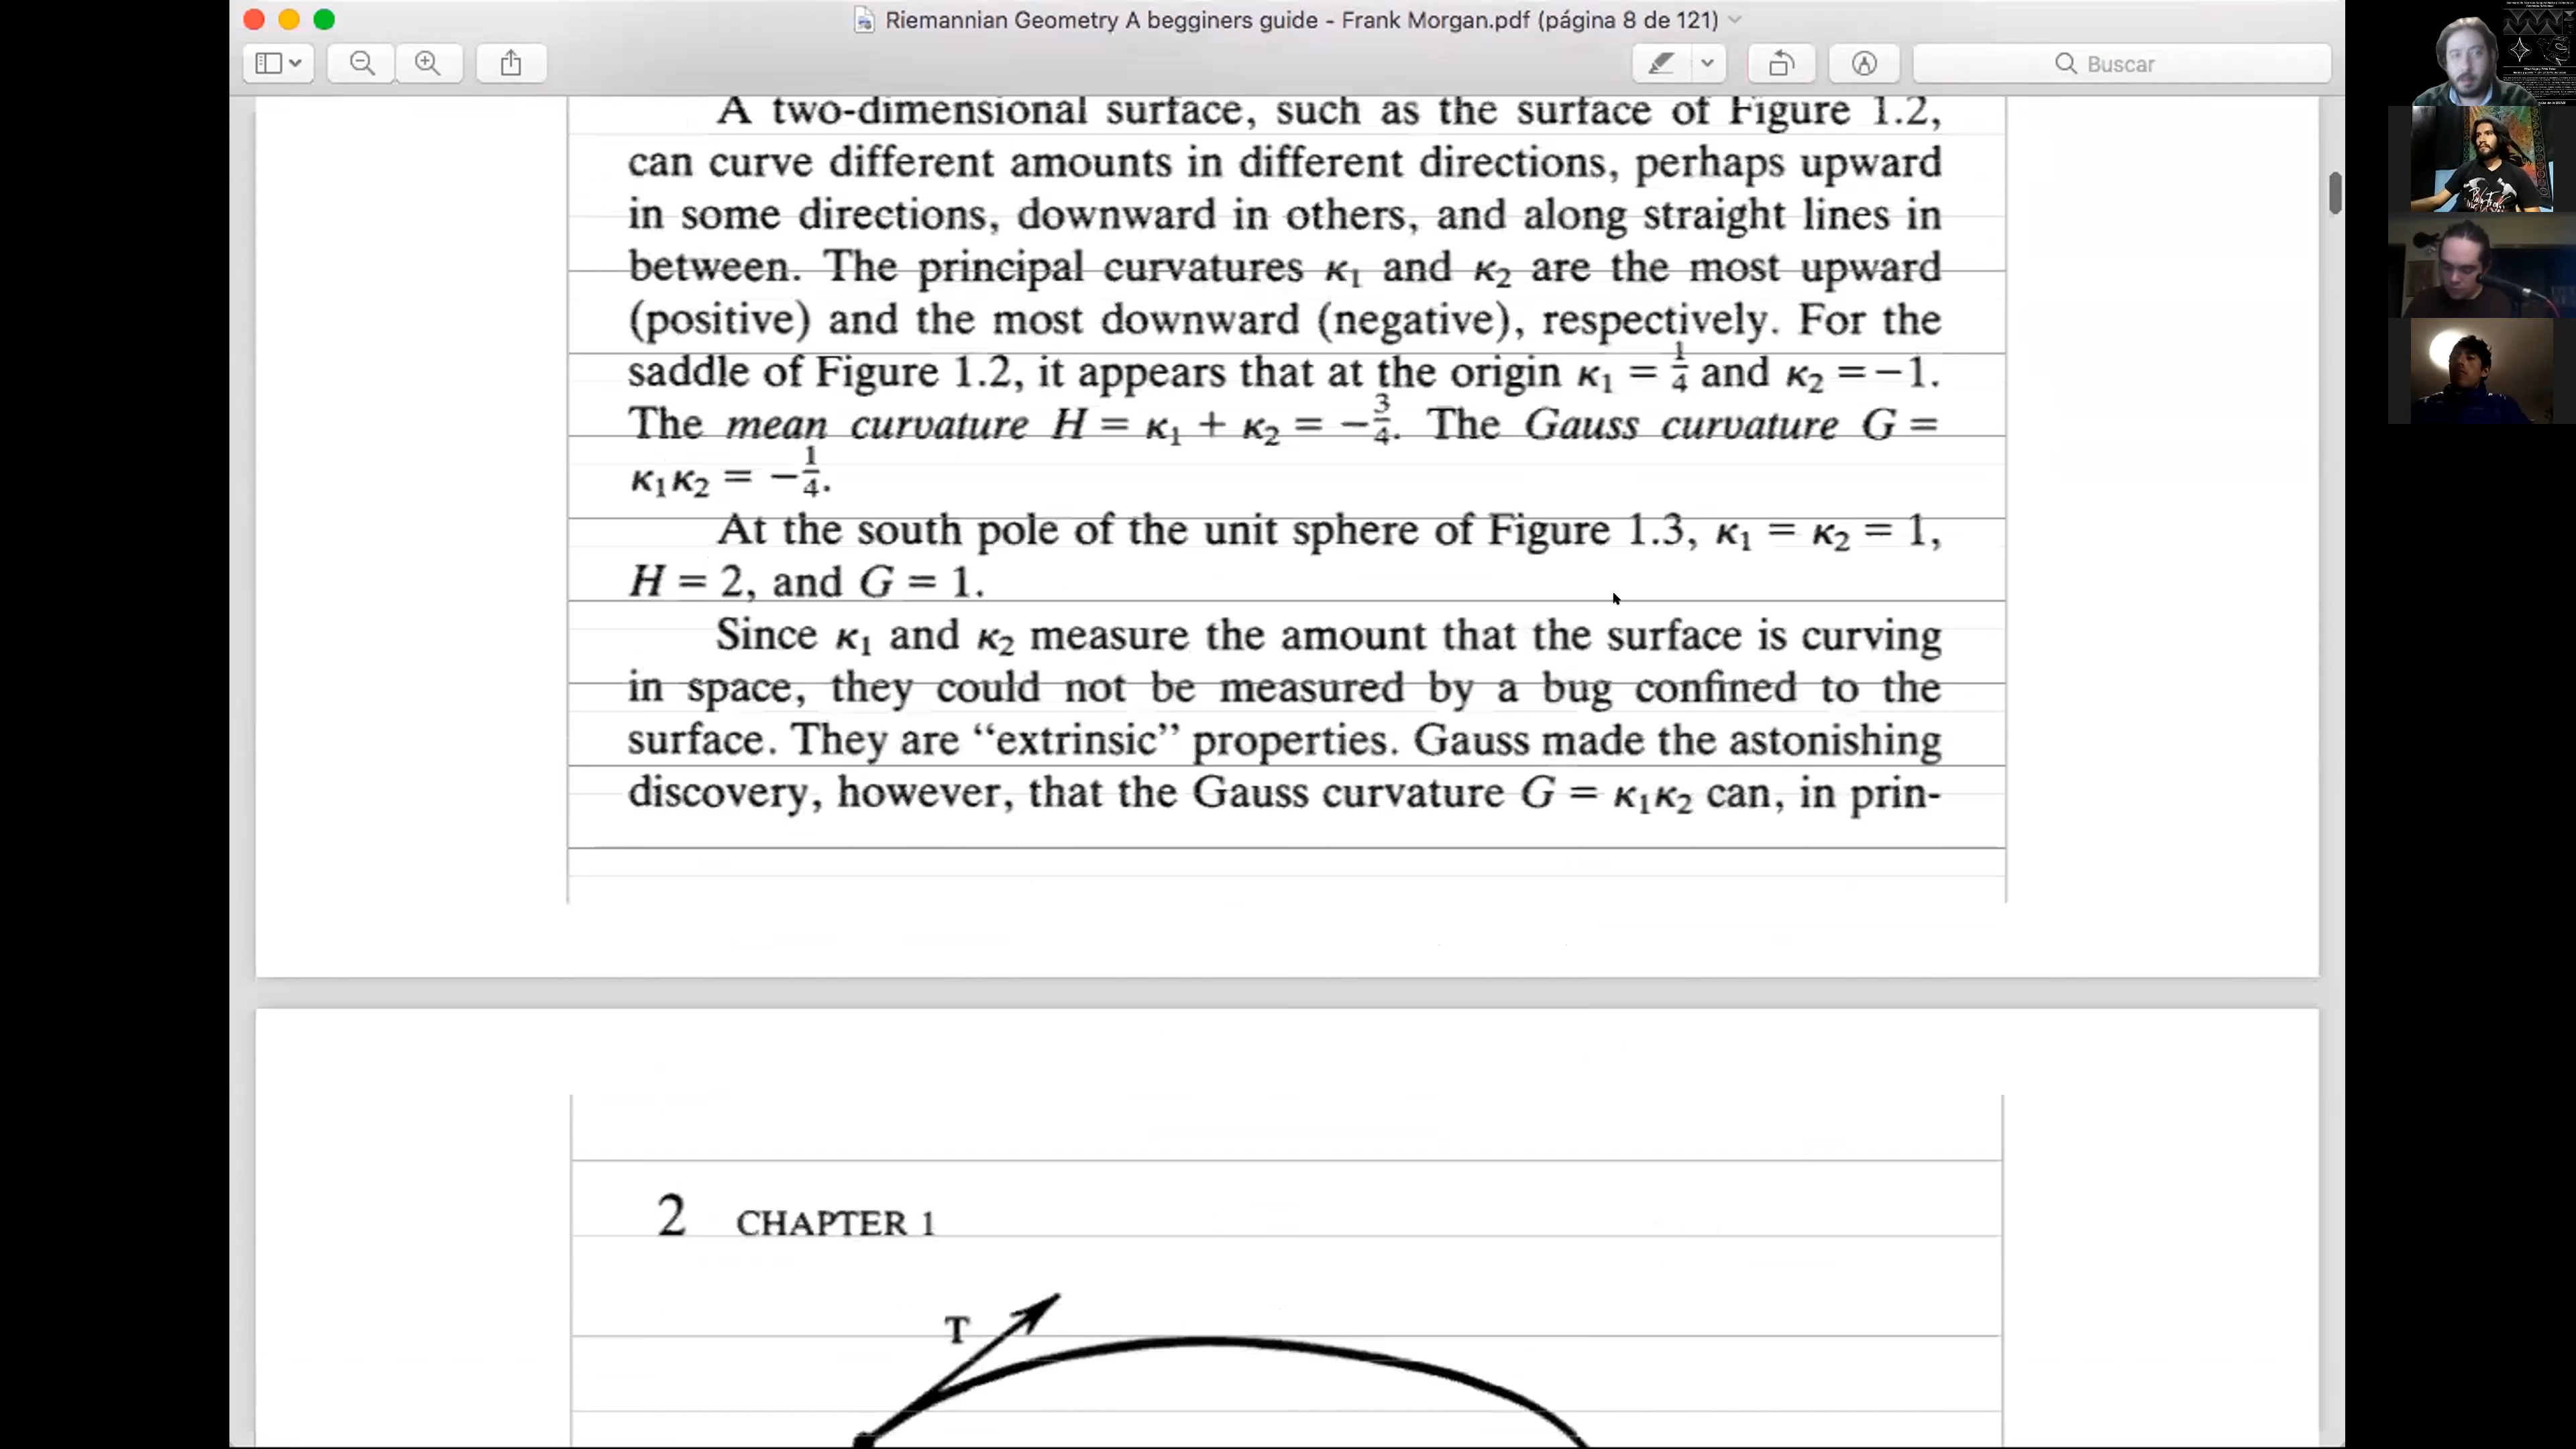 Riemannian Geometry A begginers guide - Frank Morgan.pdf (página 8 de 121)
Buscar
A two-dimensional surface, such as the surface of Figure 1.2,
can curve different amounts in different directions, perhaps upward
in some directions, downward in others, and along straight lines in
between. The principal curvatures κ₁ and κ₂ are the most upward
(positive) and the most downward (negative), respectively. For the
saddle of Figure 1.2, it appears that at the origin κ₁ = 1/4 and κ₂ = −1.
The mean curvature H = κ₁ + κ₂ = −3/4. The Gauss curvature G =
κ₁κ₂ = −1/4.
At the south pole of the unit sphere of Figure 1.3, κ₁ = κ₂ = 1,
H = 2, and G = 1.
Since κ₁ and κ₂ measure the amount that the surface is curving
in space, they could not be measured by a bug confined to the
surface. They are “extrinsic” properties. Gauss made the astonishing
discovery, however, that the Gauss curvature G = κ₁κ₂ can, in prin-
2 CHAPTER 1
T